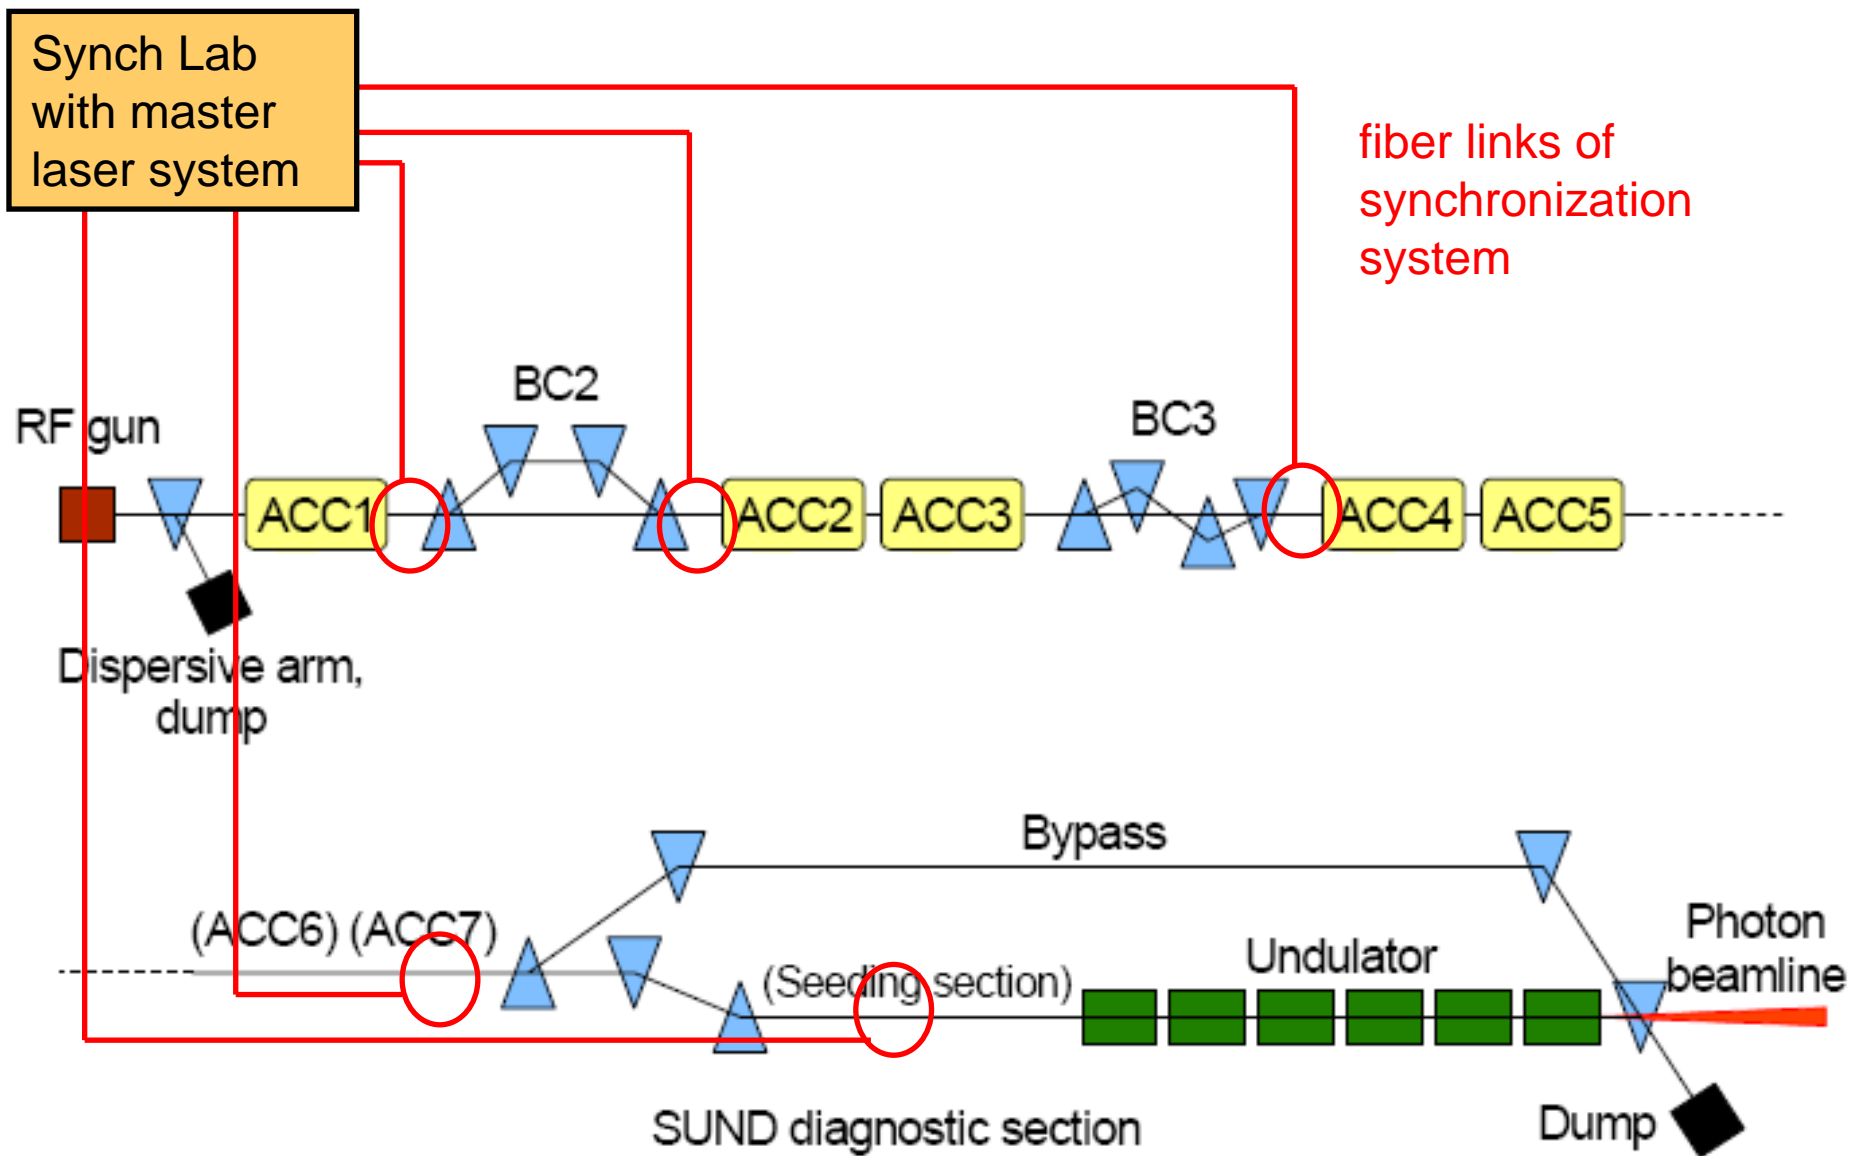 Synch Lab
with master
laser system
fiber links of
synchronization
system
BC2
BC3
RF gun
ACC1
ACC2
ACC3
ACC4
ACC5
Dispersive arm,
dump
Bypass
(ACC6) (ACC7)
(Seeding section)
Undulator
Photon
beamline
SUND diagnostic section
Dump